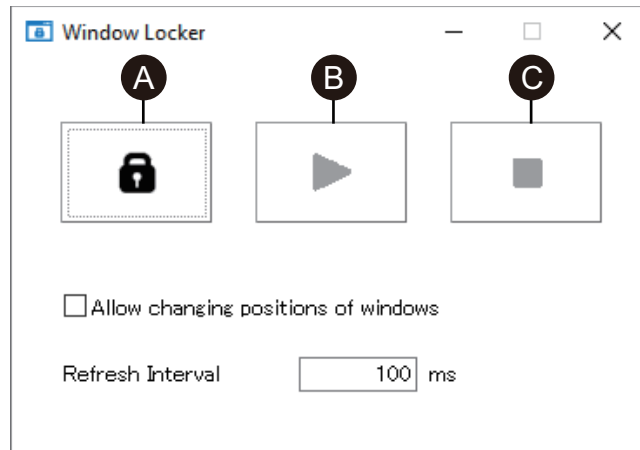 Window Locker
A B C
Allow changing positions of windows
Refresh Interval 100 ms